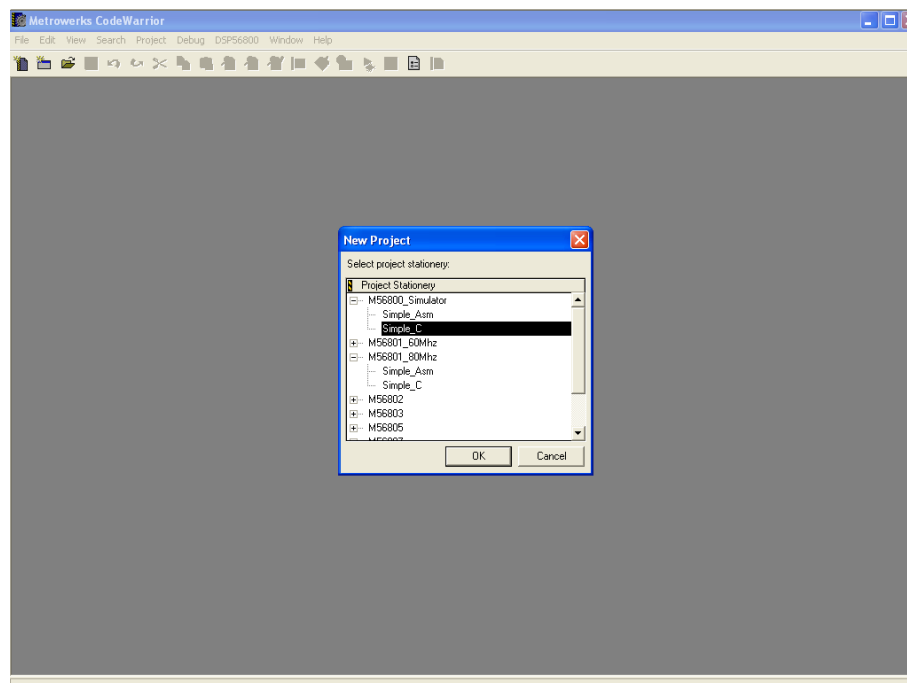 Metrowerks CodeWarrior
File Edit View Search Project Debug DSP56800 Window Help
New Project
Select project stationery:
Project Stationery
M56800_Simulator
Simple_Asm
Simple_C
M56801_60Mhz
M56801_80Mhz
Simple_Asm
Simple_C
M56802
M56803
M56805
OK Cancel